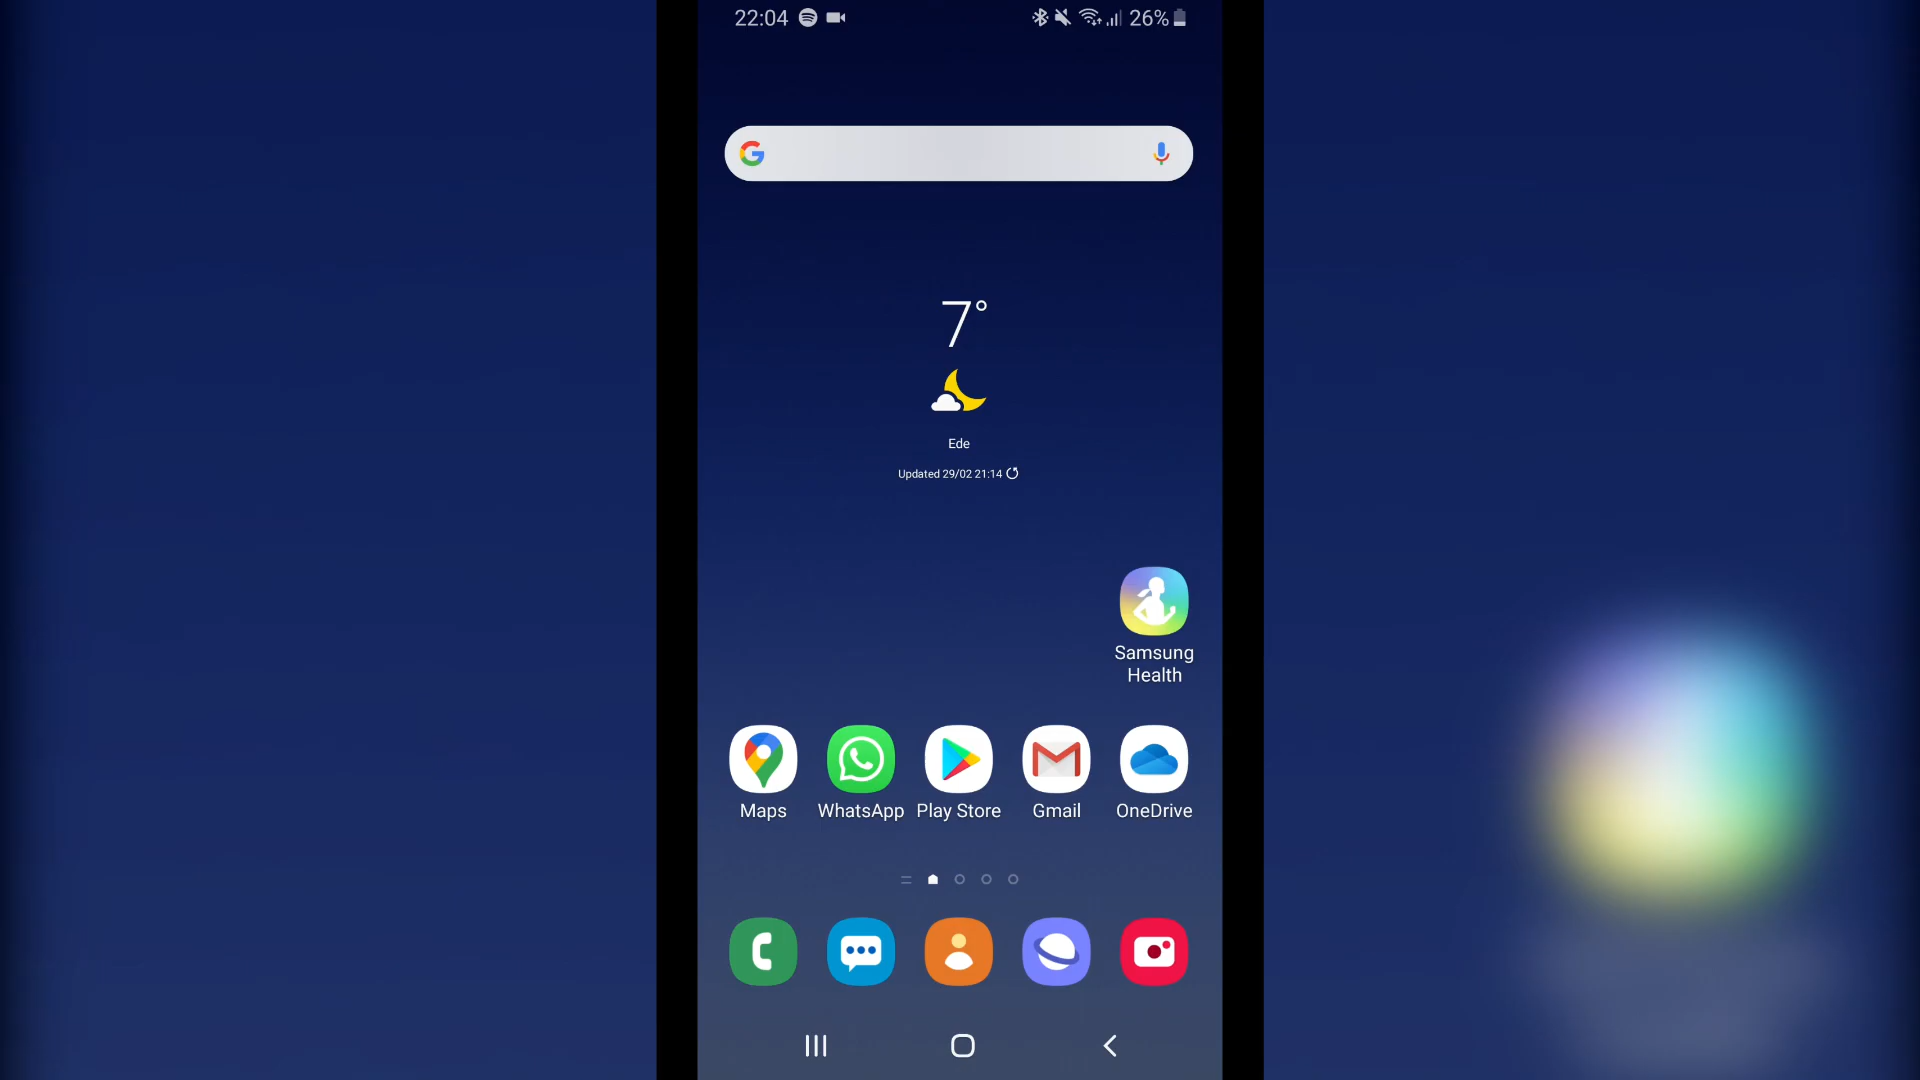 22:04 26%
7°
Ede
Updated 29/02 21:14
Samsung
Health
Maps WhatsApp Play Store Gmail OneDrive